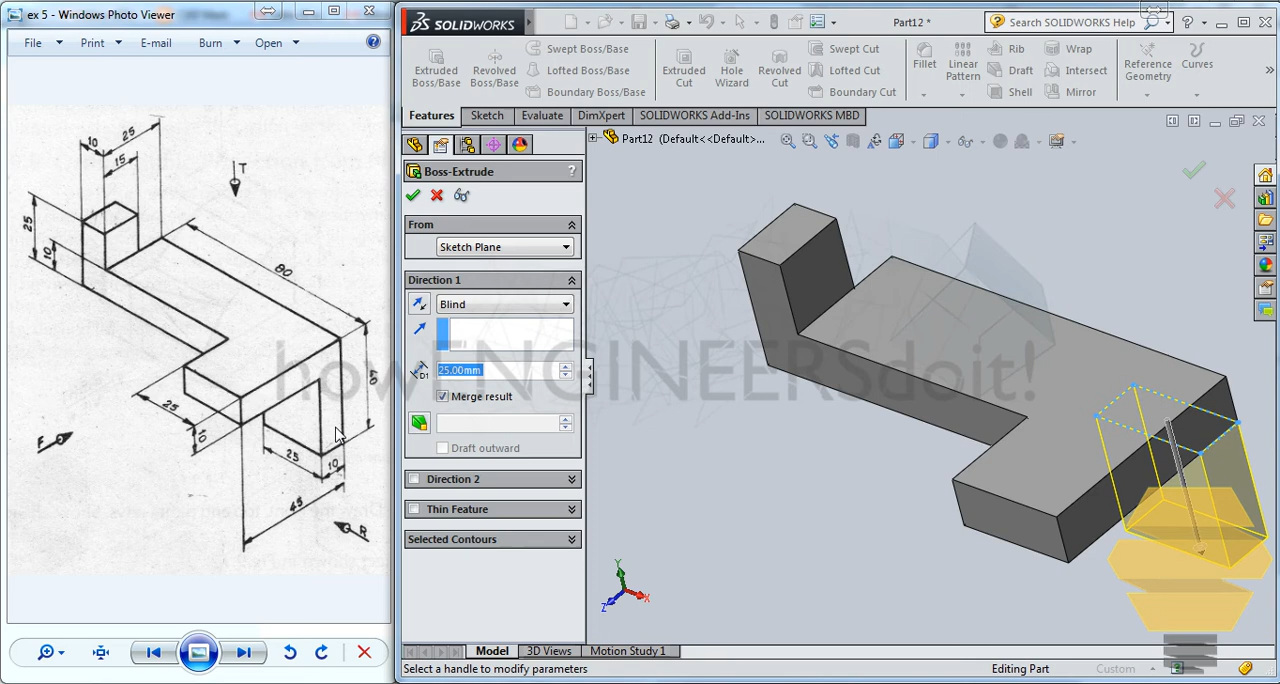 ex 5 - Windows Photo Viewer
File Print E-mail Burn Open
10
25
15
T
25
10
80
40
25
10
25
10
45
F
R
SOLIDWORKS
Part12 *
Search SOLIDWORKS Help
Extruded Boss/Base
Revolved Boss/Base
Swept Boss/Base
Lofted Boss/Base
Boundary Boss/Base
Extruded Cut
Hole Wizard
Revolved Cut
Swept Cut
Lofted Cut
Boundary Cut
Fillet
Linear Pattern
Rib
Draft
Shell
Wrap
Intersect
Mirror
Reference Geometry
Curves
Features Sketch Evaluate DimXpert SOLIDWORKS Add-Ins SOLIDWORKS MBD
Part12 (Default<<Default>...
Boss-Extrude ?
From
Sketch Plane
Direction 1
Blind
D1
25.00mm
Merge result
Draft outward
Direction 2
Thin Feature
Selected Contours
howENGINEERSdoit!
Y
X
Z
Model 3D Views Motion Study 1
Select a handle to modify parameters Editing Part Custom